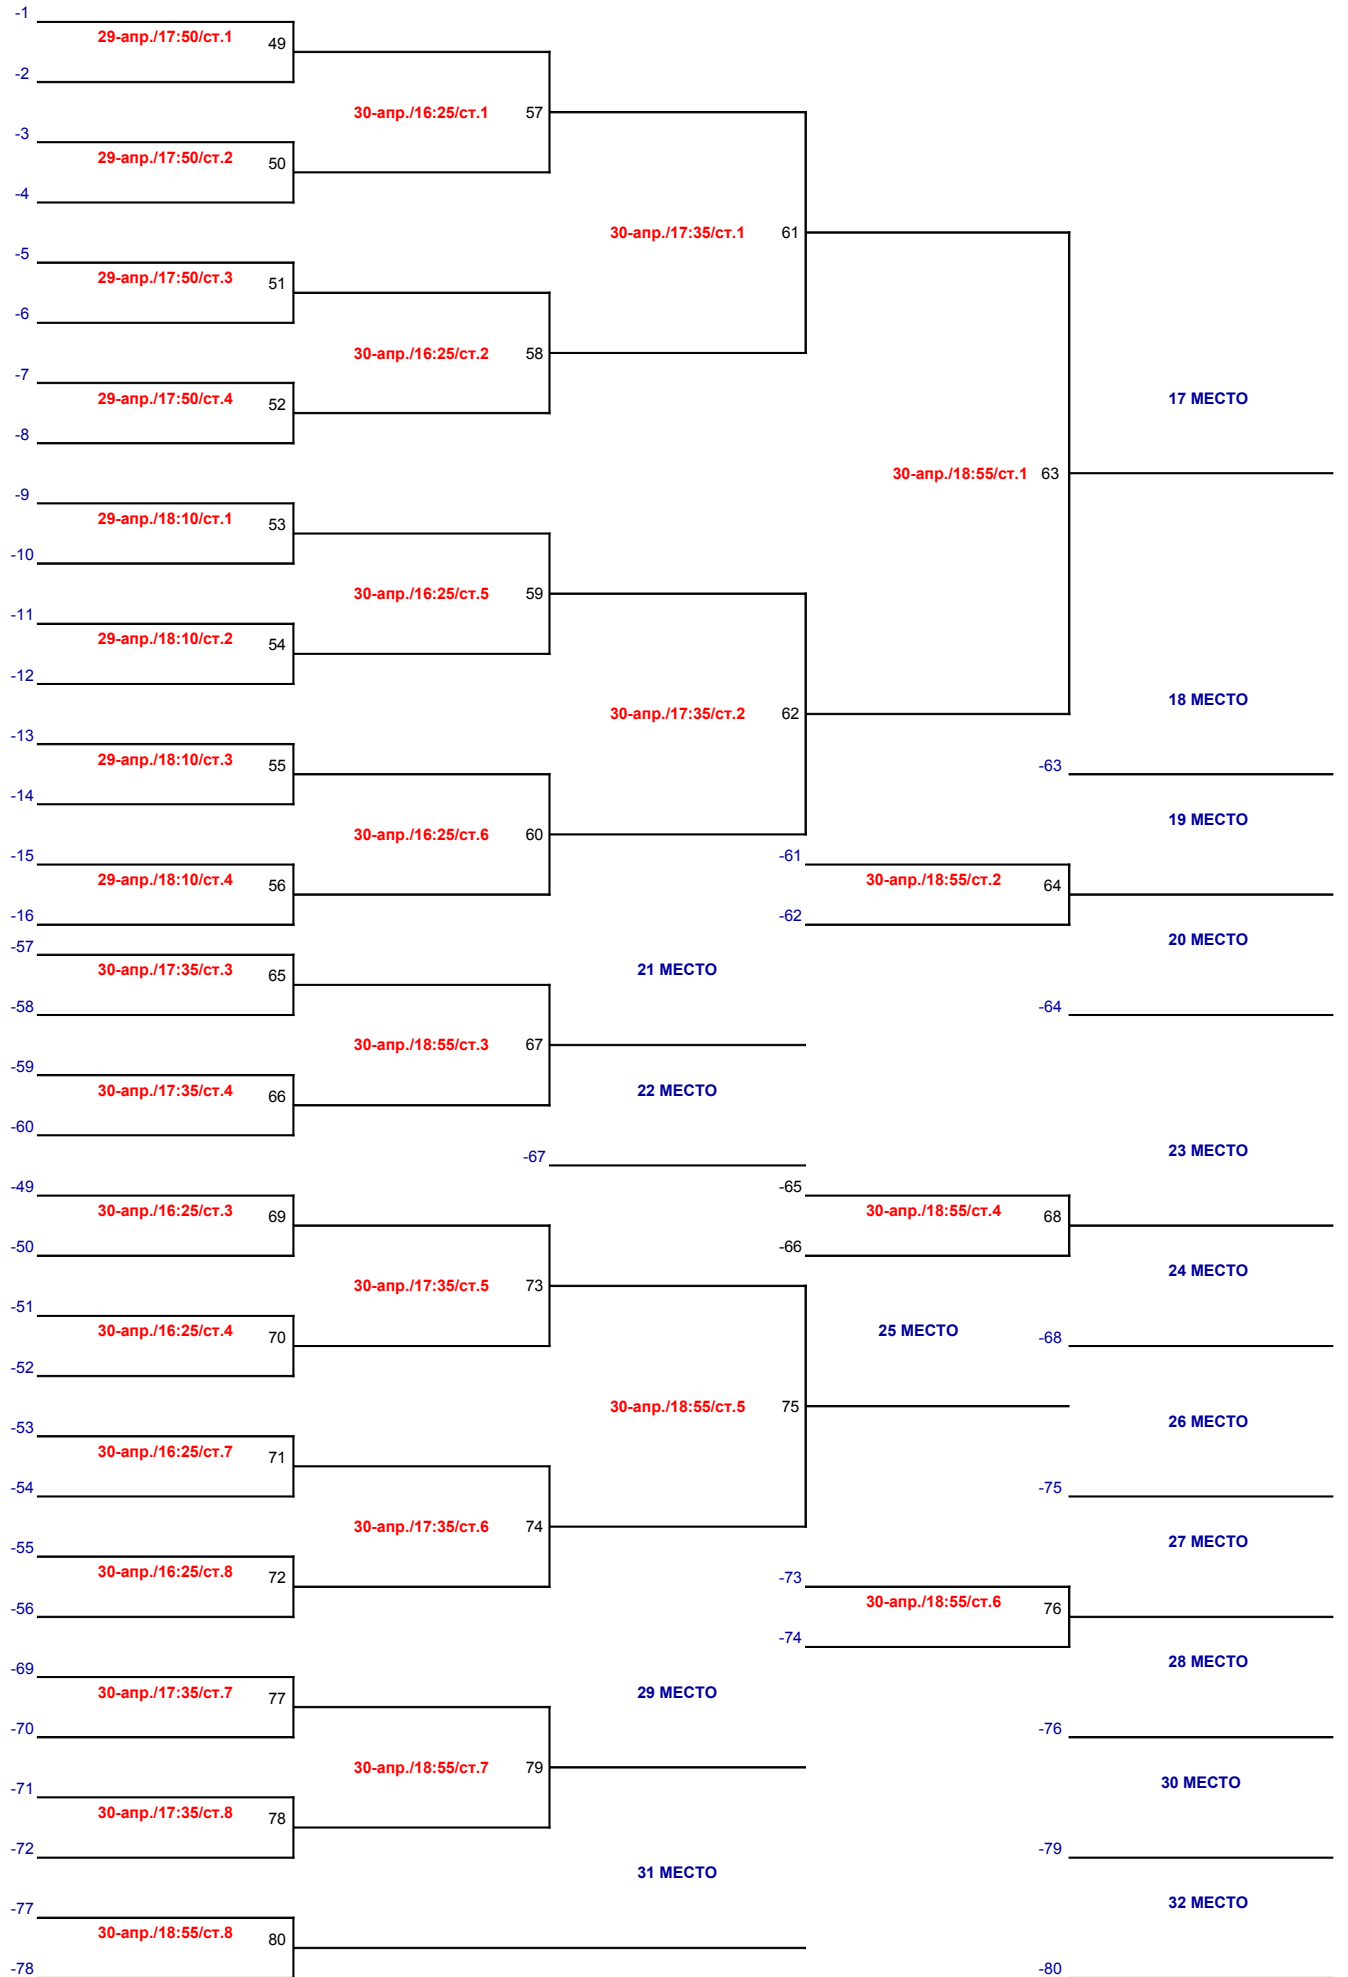 -1
29-апр./17:50/ст.1 49
-2
30-апр./16:25/ст.1 57
-3
29-апр./17:50/ст.2 50
-4
30-апр./17:35/ст.1 61
-5
29-апр./17:50/ст.3 51
-6
30-апр./16:25/ст.2 58
-7
29-апр./17:50/ст.4 52
17 МЕСТО
-8
30-апр./18:55/ст.1 63
-9
29-апр./18:10/ст.1 53
-10
30-апр./16:25/ст.5 59
-11
29-апр./18:10/ст.2 54
-12
18 МЕСТО
30-апр./17:35/ст.2 62
-13
29-апр./18:10/ст.3 55
-63
-14
19 МЕСТО
30-апр./16:25/ст.6 60
-15
-61
29-апр./18:10/ст.4 56
30-апр./18:55/ст.2 64
-16
-62
20 МЕСТО
-57
30-апр./17:35/ст.3 65
21 МЕСТО
-58
-64
30-апр./18:55/ст.3 67
-59
30-апр./17:35/ст.4 66
22 МЕСТО
-60
23 МЕСТО
-67
-49
-65
30-апр./16:25/ст.3 69
30-апр./18:55/ст.4 68
-50
-66
24 МЕСТО
30-апр./17:35/ст.5 73
-51
30-апр./16:25/ст.4 70
25 МЕСТО
-68
-52
30-апр./18:55/ст.5 75
26 МЕСТО
-53
30-апр./16:25/ст.7 71
-54
-75
30-апр./17:35/ст.6 74
27 МЕСТО
-55
30-апр./16:25/ст.8 72
-73
30-апр./18:55/ст.6 76
-56
-74
28 МЕСТО
-69
30-апр./17:35/ст.7 77
29 МЕСТО
-70
-76
30-апр./18:55/ст.7 79
30 МЕСТО
-71
30-апр./17:35/ст.8 78
-72
-79
31 МЕСТО
32 МЕСТО
-77
30-апр./18:55/ст.8 80
-78
-80